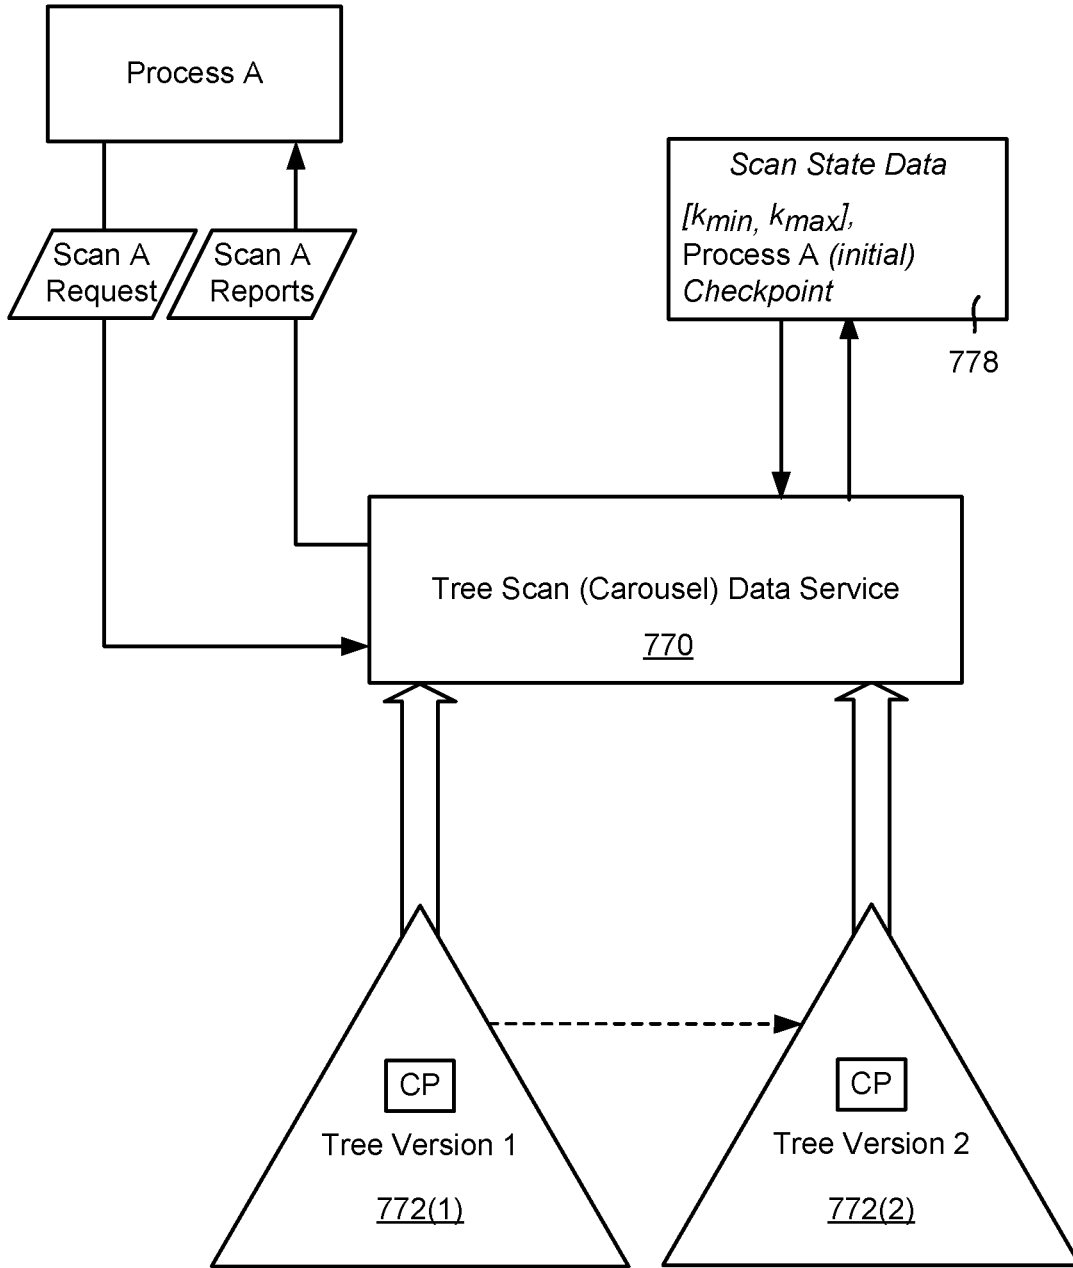 Process A
Scan State Data
[kmin, kmax],
Process A (initial)
Checkpoint
778
Scan A
Request
Scan A
Reports
Tree Scan (Carousel) Data Service
770
CP
Tree Version 1
772(1)
CP
Tree Version 2
772(2)